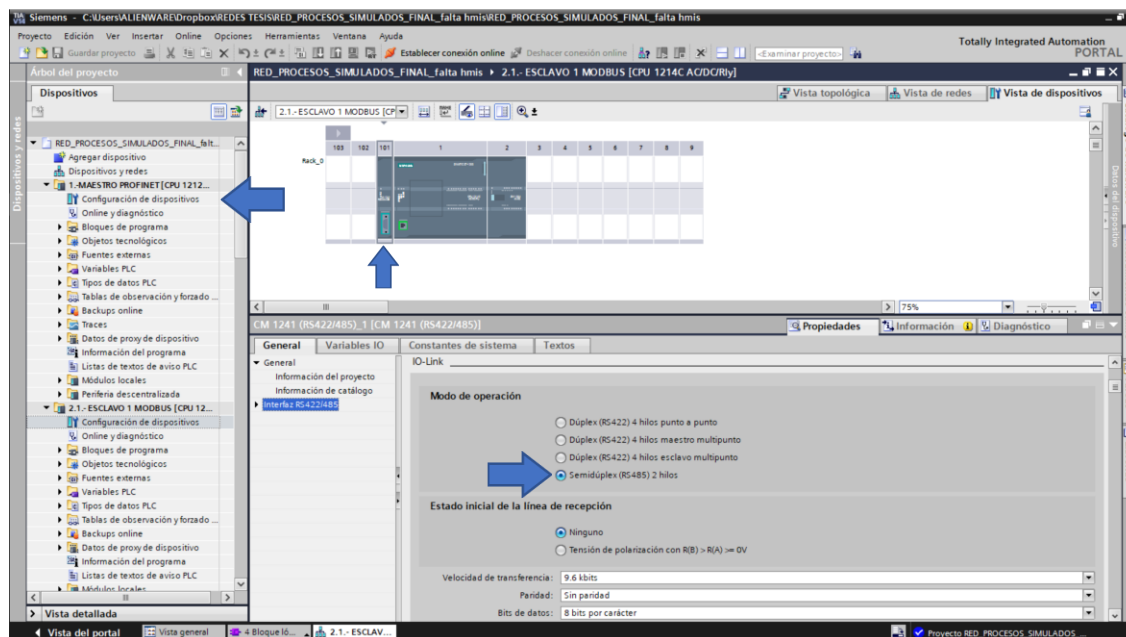 Siemens - C:\Users\ALIENWARE\Dropbox\REDES TESIS\RED_PROCESOS_SIMULADOS_FINAL_falta hmis\RED_PROCESOS_SIMULADOS_FINAL_falta hmis
Proyecto Edición Ver Insertar Online Opciones Herramientas Ventana Ayuda
Totally Integrated Automation
PORTAL
Guardar proyecto Establecer conexión online Deshacer conexión online <Examinar proyecto>
Árbol del proyecto
RED_PROCESOS_SIMULADOS_FINAL_falta hmis 2.1.- ESCLAVO 1 MODBUS [CPU 1214C AC/DC/Rly]
Dispositivos
Vista topológica Vista de redes Vista de dispositivos
2.1.- ESCLAVO 1 MODBUS [CP
Dispositivos y redes
Datos del dispositivo
RED_PROCESOS_SIMULADOS_FINAL_falt...
Agregar dispositivo
Dispositivos y redes
1.-MAESTRO PROFINET [CPU 1212...
Configuración de dispositivos
Online y diagnóstico
Bloques de programa
Objetos tecnológicos
Fuentes externas
Variables PLC
Tipos de datos PLC
Tablas de observación y forzado ...
Backups online
Traces
Datos de proxy de dispositivo
Información del programa
Listas de textos de aviso PLC
Módulos locales
Periferia descentralizada
2.1.- ESCLAVO 1 MODBUS [CPU 12...
Configuración de dispositivos
Online y diagnóstico
Bloques de programa
Objetos tecnológicos
Fuentes externas
Variables PLC
Tipos de datos PLC
Tablas de observación y forzado ...
Backups online
Datos de proxy de dispositivo
Información del programa
Listas de textos de aviso PLC
Módulos locales
Vista detallada
103 102 101 1 2 3 4 5 6 7 8 9
Rack_0
75%
CM 1241 (RS422/485)_1 [CM 1241 (RS422/485)]
Propiedades Información Diagnóstico
General Variables IO Constantes de sistema Textos
General
Información del proyecto
Información de catálogo
Interfaz RS422/485
IO-Link
Modo de operación
Dúplex (RS422) 4 hilos punto a punto
Dúplex (RS422) 4 hilos maestro multipunto
Dúplex (RS422) 4 hilos esclavo multipunto
Semidúplex (RS485) 2 hilos
Estado inicial de la línea de recepción
Ninguno
Tensión de polarización con R(B) > R(A) >= 0V
Velocidad de transferencia: 9.6 kbits
Paridad: Sin paridad
Bits de datos: 8 bits por carácter
Vista del portal Vista general 4 Bloque ló... 2.1.- ESCLAV...
Proyecto RED_PROCESOS_SIMULADOS_...